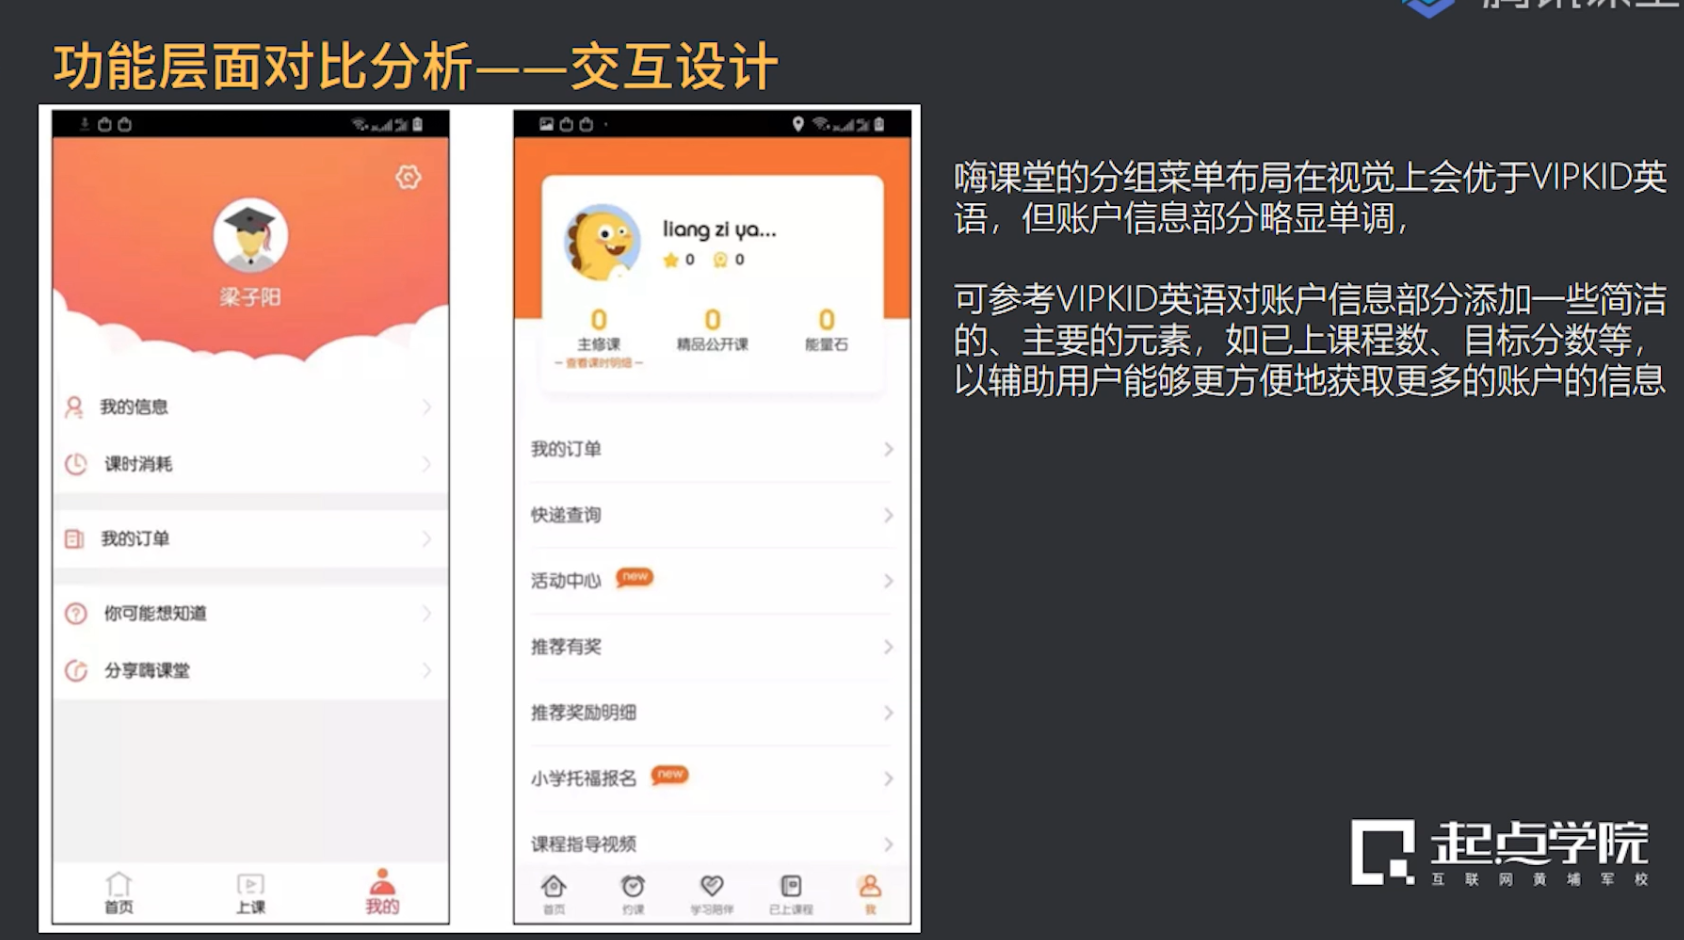 腾讯课堂
功能层面对比分析——交互设计
梁子阳
我的信息
课时消耗
我的订单
你可能想知道
分享嗨课堂
首页
上课
我的
liang zi ya...
0
0
0
0
0
主修课
精品公开课
能量石
查看课时明细
我的订单
快递查询
活动中心 new
推荐有奖
推荐奖励明细
小学托福报名 new
课程指导视频
首页
约课
学习陪伴
已上课程
我
嗨课堂的分组菜单布局在视觉上会优于VIPKID英
语，但账户信息部分略显单调，
可参考VIPKID英语对账户信息部分添加一些简洁
的、主要的元素，如已上课程数、目标分数等，
以辅助用户能够更方便地获取更多的账户的信息
起点学院
互联网黄埔军校